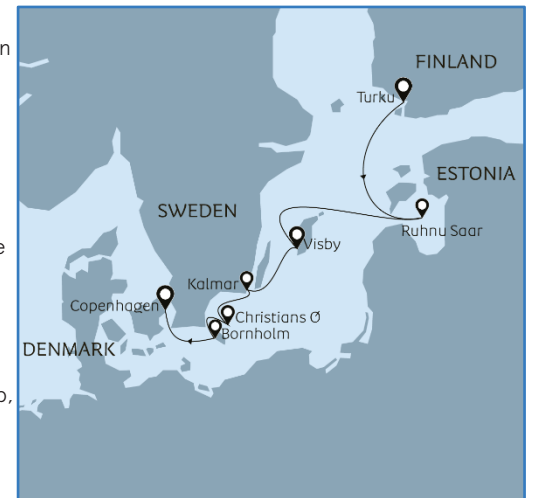 n
FINLAND
Turku
ESTONIA
SWEDEN
Ruhnu Saar
Visby
e
Kalmar
Copenhagen
Christians Ø
Bornholm
DENMARK
o,